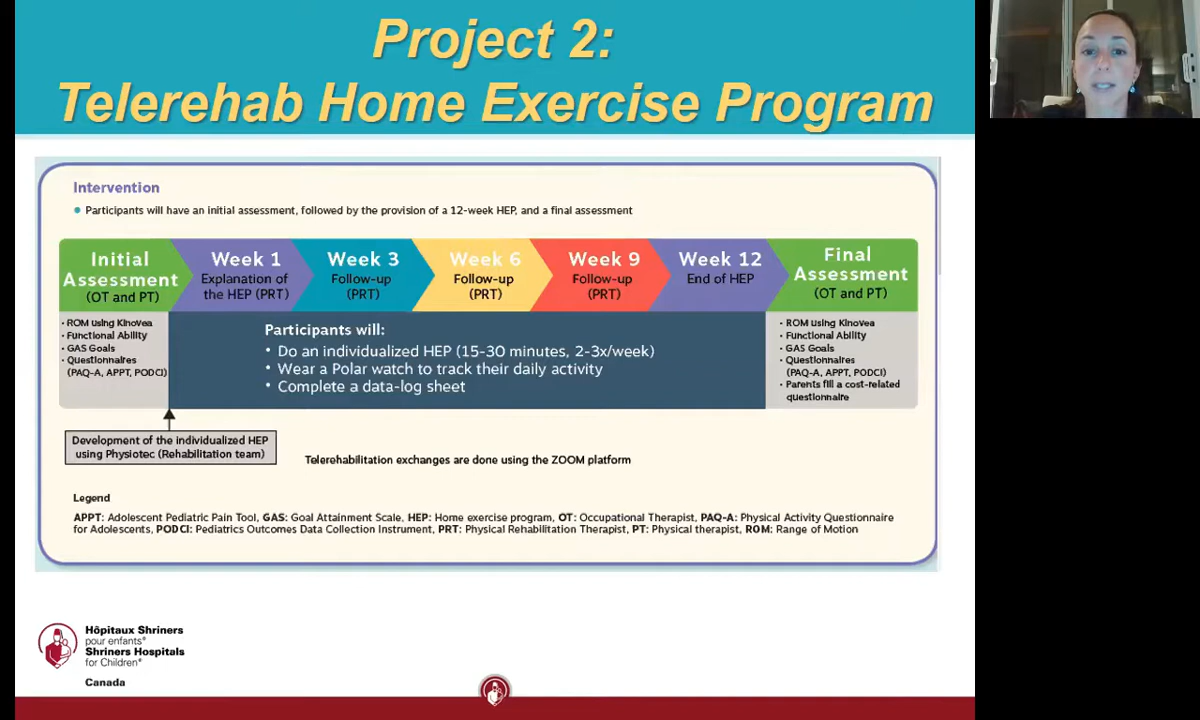 Project 2:
Telerehab Home Exercise Program
Intervention
• Participants will have an initial assessment, followed by the provision of a 12-week HEP, and a final assessment
Initial
Assessment
(OT and PT)
Week 1
Explanation of
the HEP (PRT)
Week 3
Follow-up
(PRT)
Week 6
Follow-up
(PRT)
Week 9
Follow-up
(PRT)
Week 12
End of HEP
Final
Assessment
(OT and PT)
• ROM using Kinovea
• Functional Ability
• GAS Goals
• Questionnaires
(PAQ-A, APPT, PODCI)
Participants will:
• Do an individualized HEP (15-30 minutes, 2-3x/week)
• Wear a Polar watch to track their daily activity
• Complete a data-log sheet
• ROM using Kinovea
• Functional Ability
• GAS Goals
• Questionnaires
(PAQ-A, APPT, PODCI)
• Parents fill a cost-related
questionnaire
Development of the individualized HEP
using Physiotec (Rehabilitation team)
Telerehabilitation exchanges are done using the ZOOM platform
Legend
APPT: Adolescent Pediatric Pain Tool, GAS: Goal Attainment Scale, HEP: Home exercise program, OT: Occupational Therapist, PAQ-A: Physical Activity Questionnaire
for Adolescents, PODCI: Pediatrics Outcomes Data Collection Instrument, PRT: Physical Rehabilitation Therapist, PT: Physical therapist, ROM: Range of Motion
Hôpitaux Shriners
pour enfants®
Shriners Hospitals
for Children®
Canada